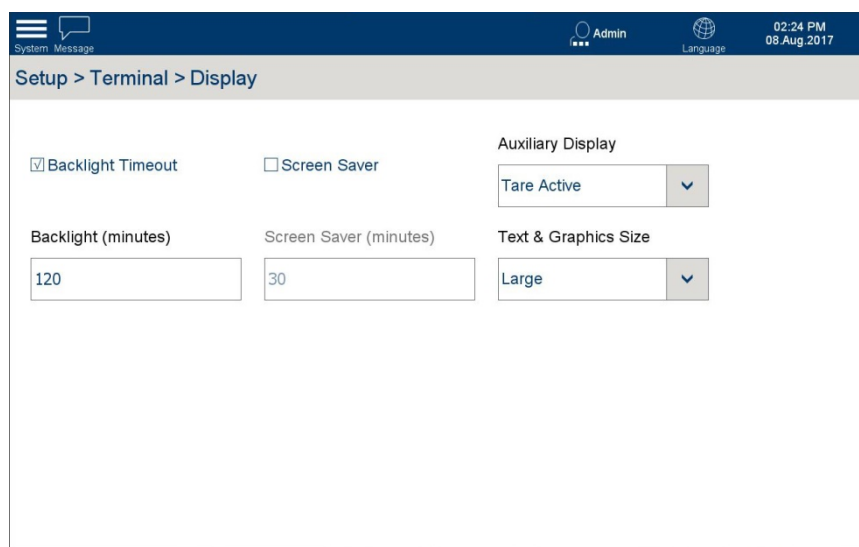 System Message
Admin
Language
02:24 PM
08.Aug.2017
Setup > Terminal > Display
Backlight Timeout
Screen Saver
Auxiliary Display
Tare Active
Backlight (minutes)
Screen Saver (minutes)
Text & Graphics Size
120
30
Large